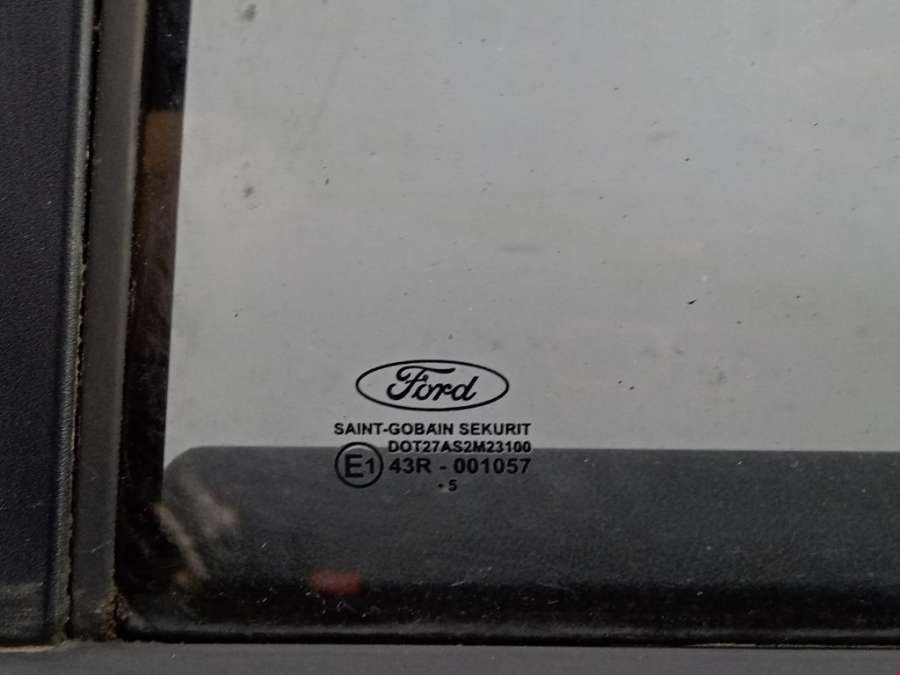 Ford
SAINT-GOBAIN SEKURIT
DOT27AS2M23100
E1 43R - 001057
· 5